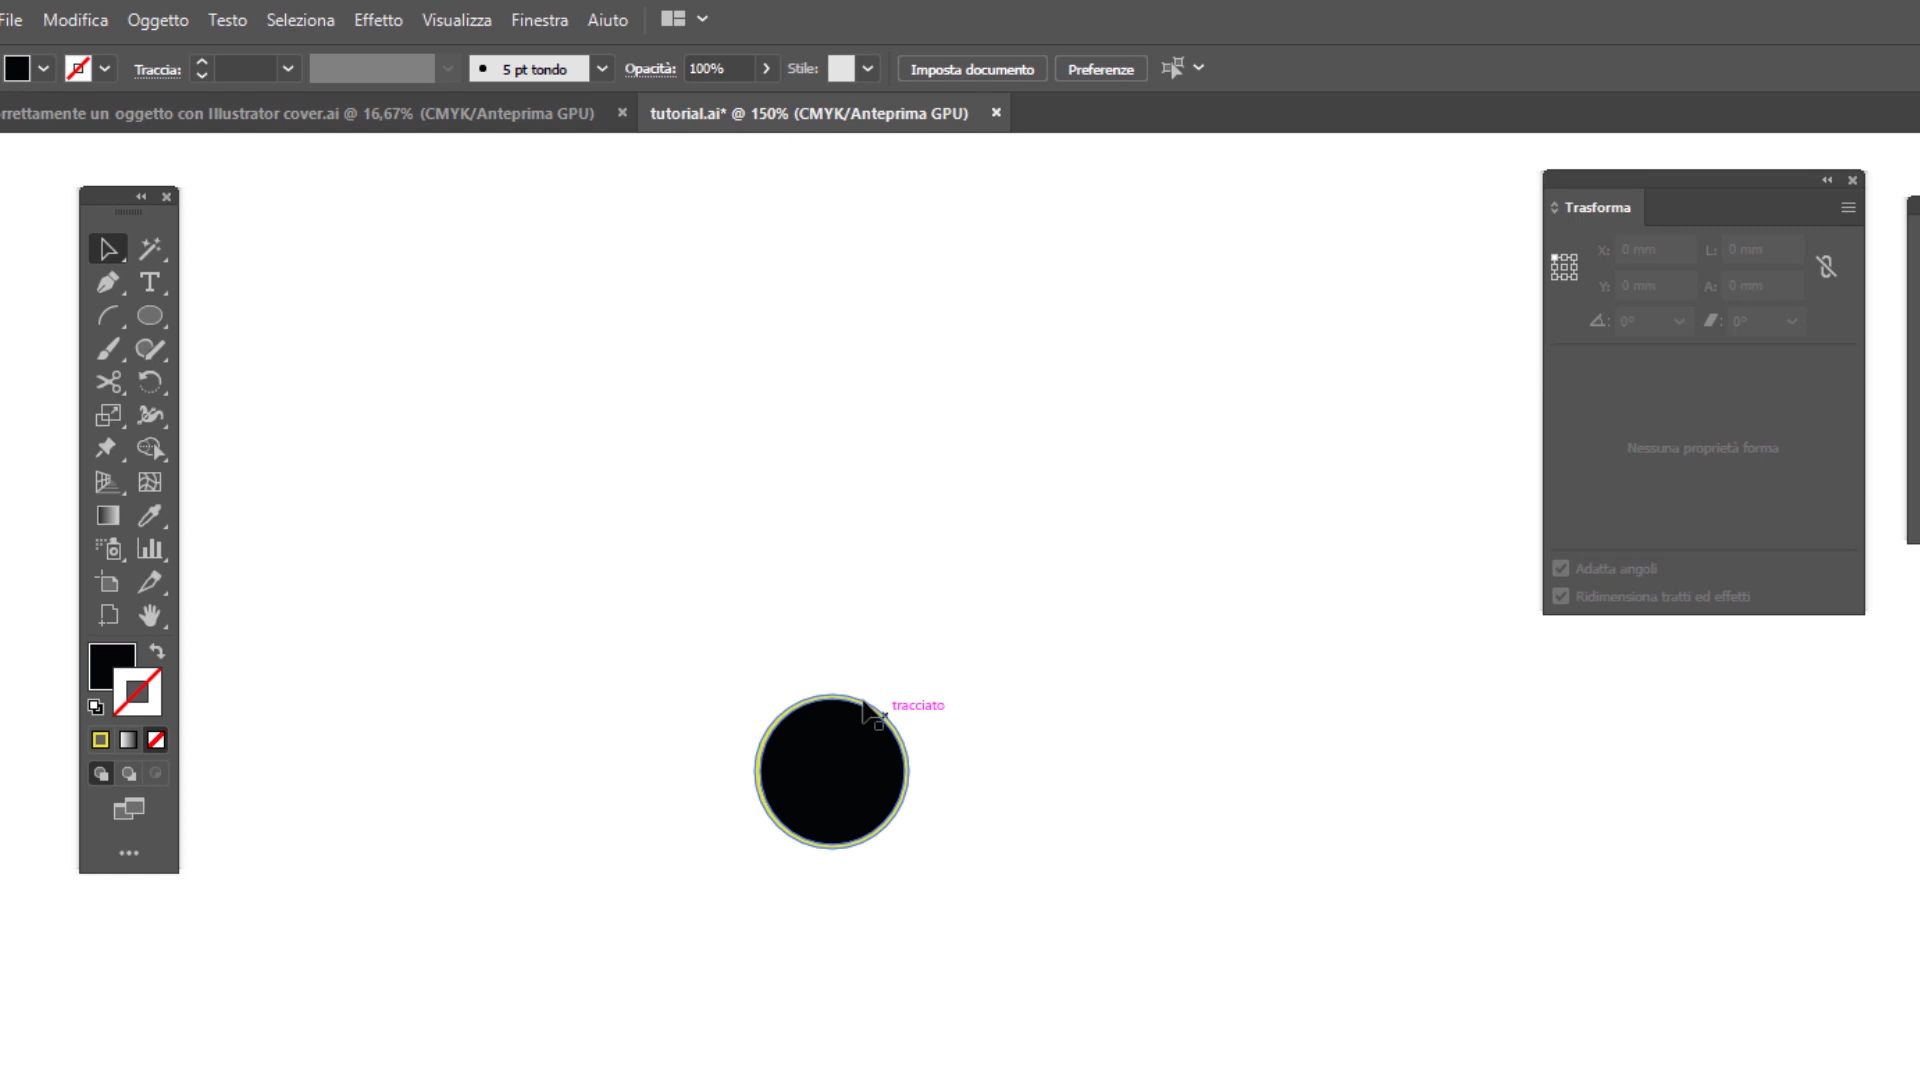 File Modifica Oggetto Testo Seleziona Effetto Visualizza Finestra Aiuto
Traccia: 5 pt tondo Opacità: 100% Stile: Imposta documento Preferenze
rrettamente un oggetto con Illustrator cover.ai @ 16,67% (CMYK/Anteprima GPU) × tutorial.ai* @ 150% (CMYK/Anteprima GPU) ×
Trasforma
X: 0 mm L: 0 mm
Y: 0 mm A: 0 mm
0° 0°
Nessuna proprietà forma
Adatta angoli
Ridimensiona tratti ed effetti
tracciato